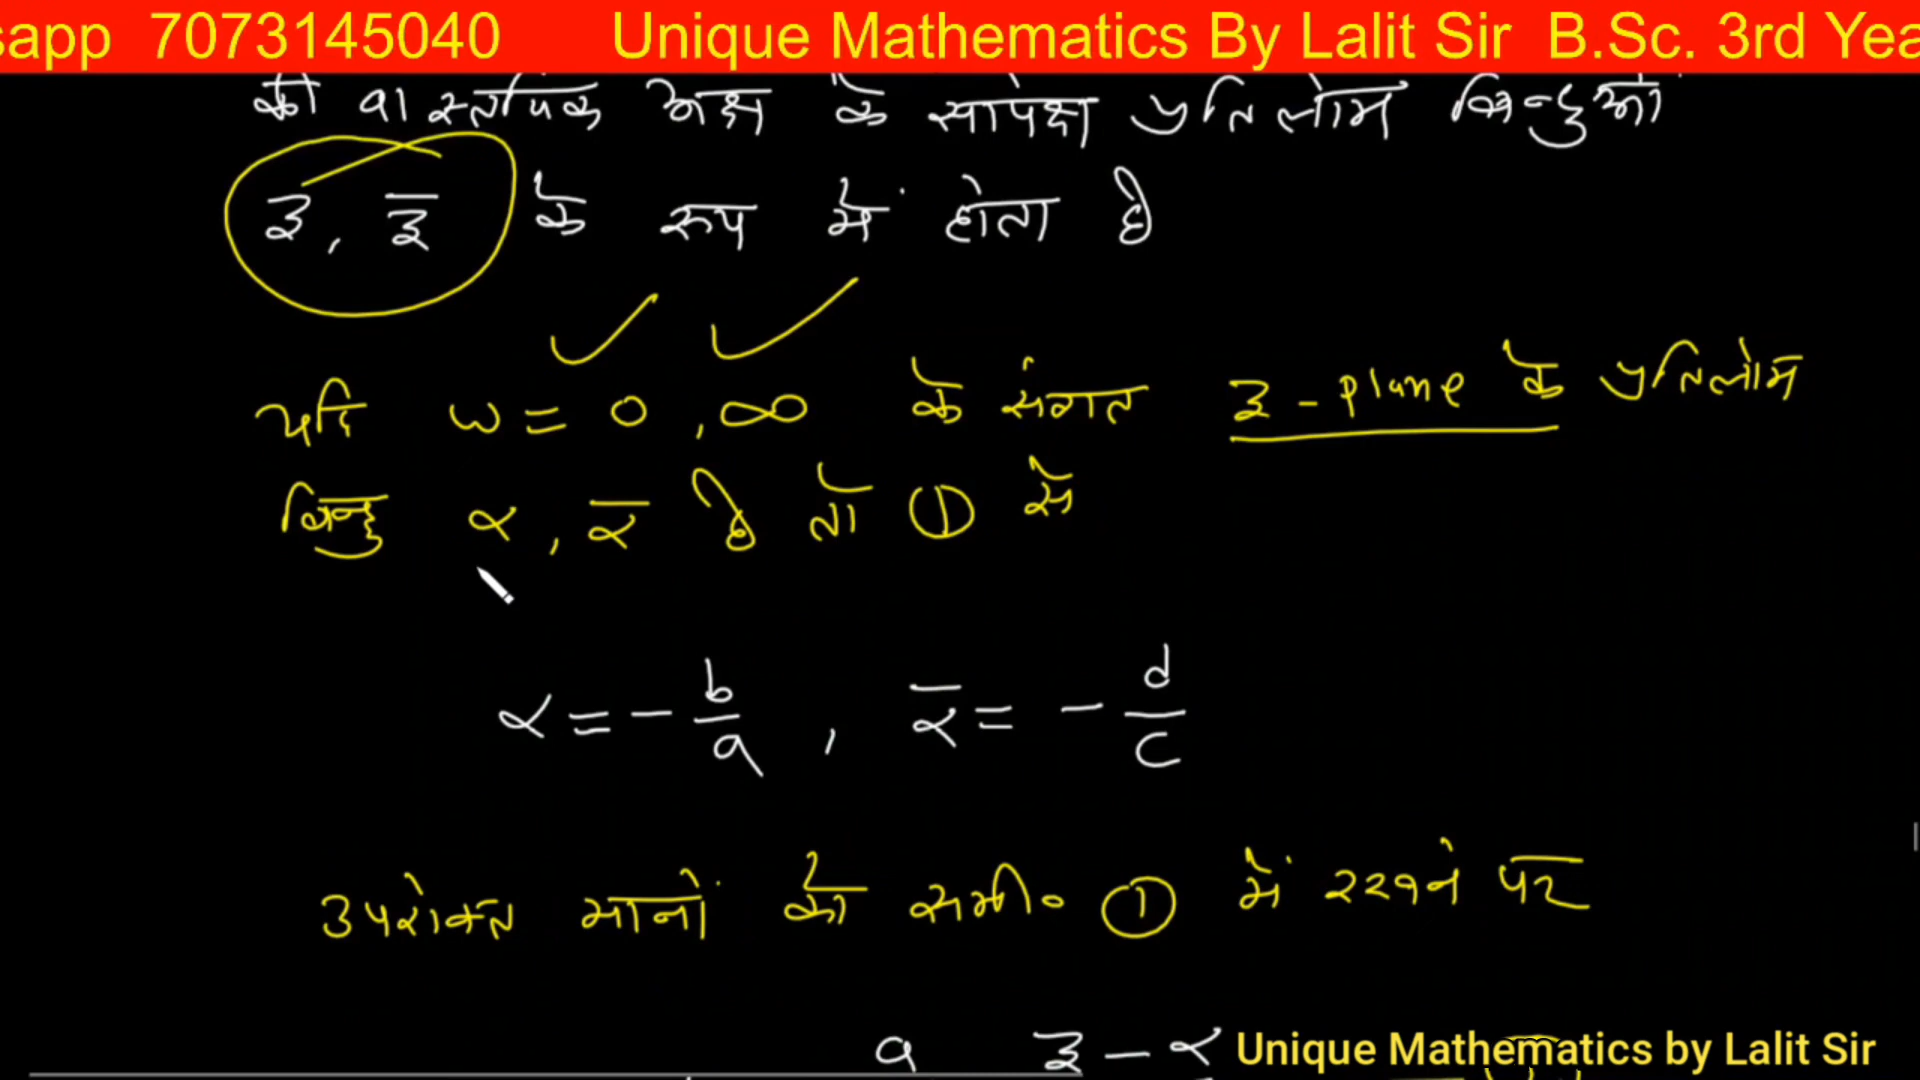 sapp 7073145040 Unique Mathematics By Lalit Sir B.Sc. 3rd Yea
की वास्तविक अक्ष के सापेक्ष प्रतिलोम बिन्दुओं
z, z̅ के रूप में होता है
यदि w = 0, ∞ के संगत z - plane के प्रतिलोम
बिन्दु α, α̅ है तो ① से
α = - b/a , α̅ = - d/c
उपरोक्त मानों को समी० ① में रखने पर
a z - α
Unique Mathematics by Lalit Sir